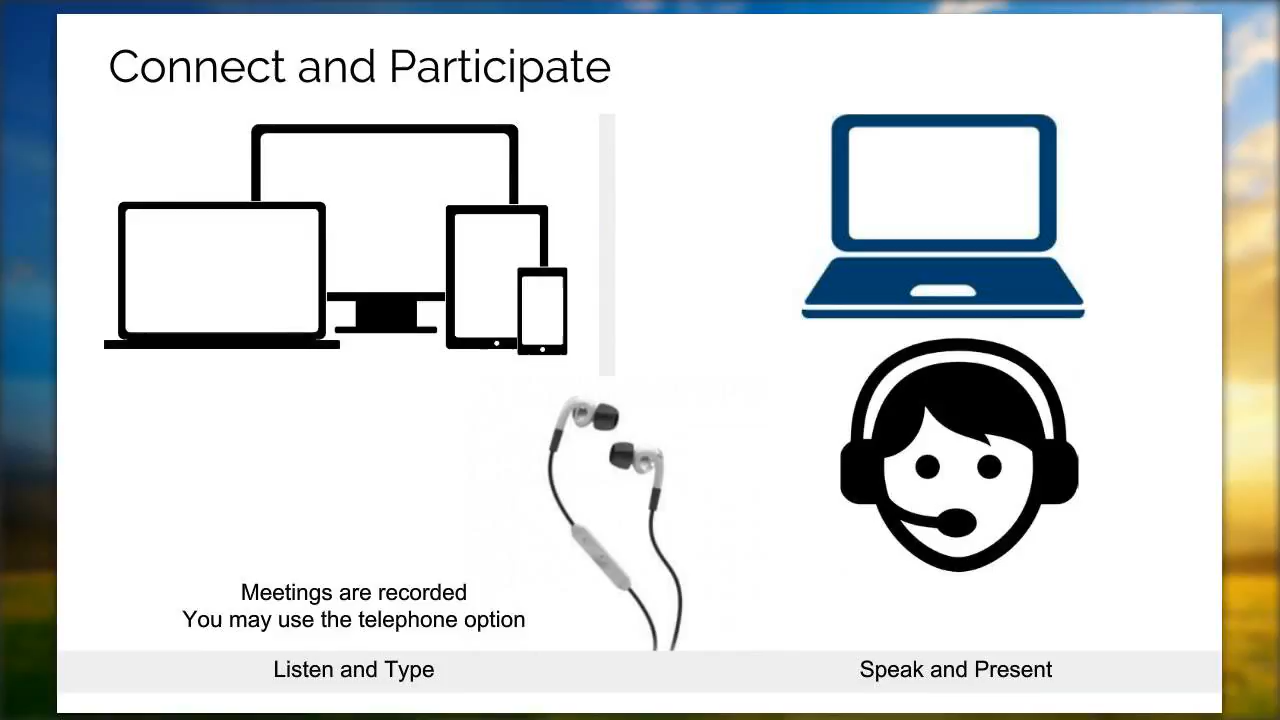 Connect and Participate
Meetings are recorded
You may use the telephone option
Listen and Type
Speak and Present